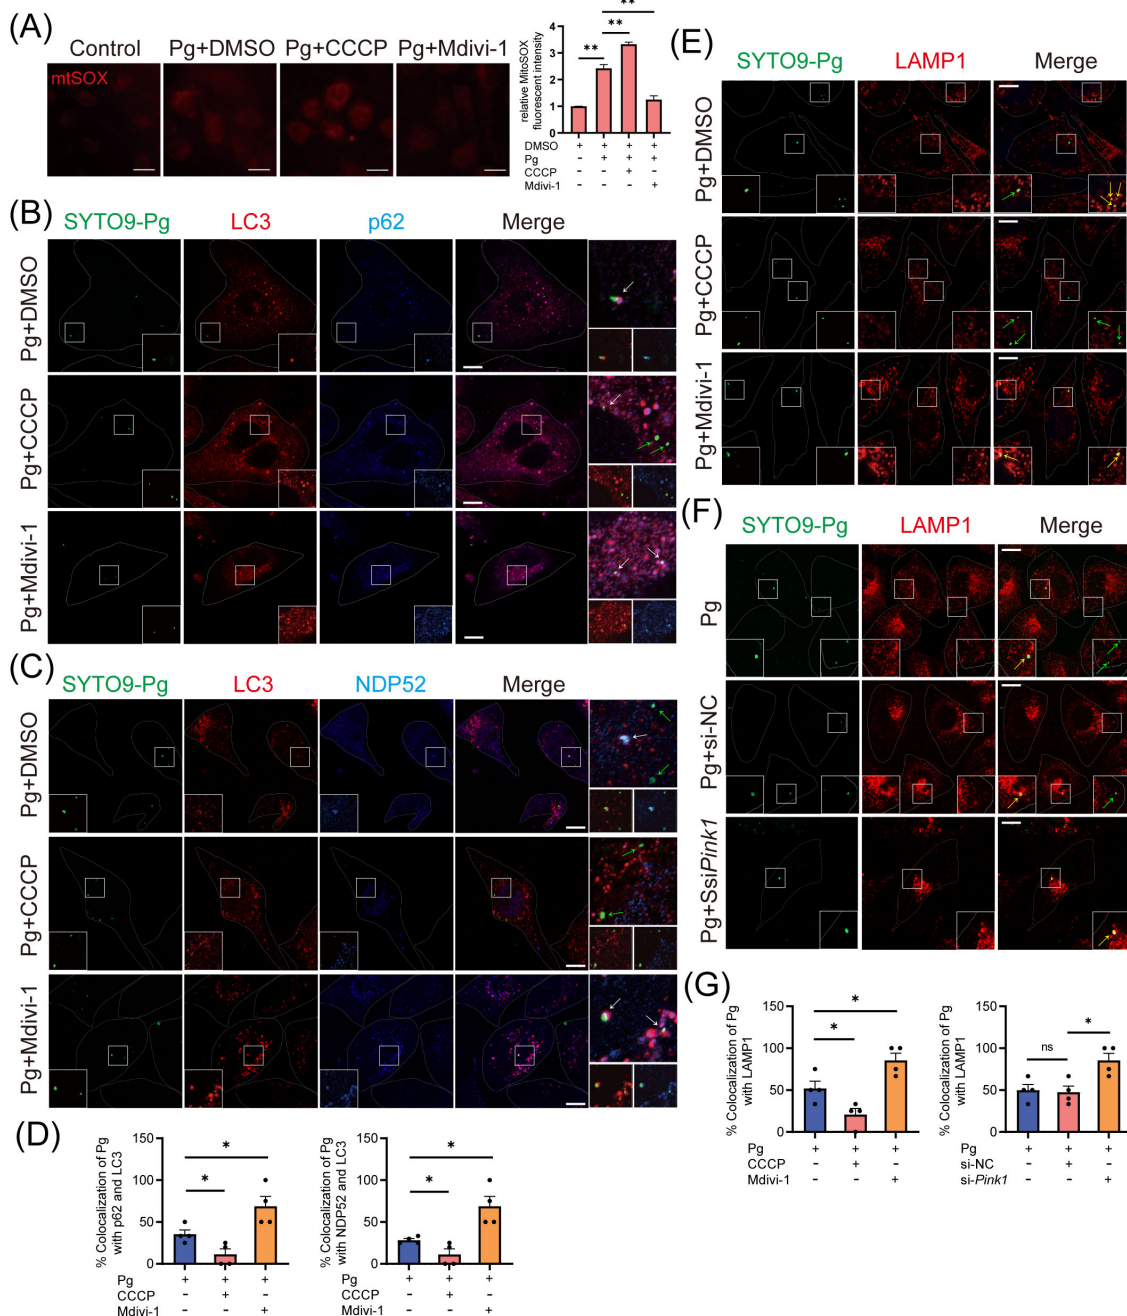 (A)
Control Pg+DMSO Pg+CCCP Pg+Mdivi-1
mtSOX
relative MitoSOX
fluorescent intensity
4
3
2
1
0
**
**
**
DMSO + + + +
Pg - + + +
CCCP - - + -
Mdivi-1 - - - +
(B)
SYTO9-Pg LC3 p62 Merge
Pg+DMSO
Pg+CCCP
Pg+Mdivi-1
(C)
SYTO9-Pg LC3 NDP52 Merge
Pg+DMSO
Pg+CCCP
Pg+Mdivi-1
(D)
% Colocalization of Pg
with p62 and LC3
150
100
50
0
*
*
Pg + + +
CCCP - + -
Mdivi-1 - - +
% Colocalization of Pg
with NDP52 and LC3
150
100
50
0
*
*
Pg + + +
CCCP - + -
Mdivi-1 - - +
(E)
SYTO9-Pg LAMP1 Merge
Pg+DMSO
Pg+CCCP
Pg+Mdivi-1
(F)
SYTO9-Pg LAMP1 Merge
Pg
Pg+si-NC
Pg+SsiPink1
(G)
% Colocalization of Pg
with LAMP1
150
100
50
0
*
*
Pg + + +
CCCP - + -
Mdivi-1 - - +
% Colocalization of Pg
with LAMP1
150
100
50
0
ns
*
Pg + + +
si-NC - + -
si-Pink1 - - +